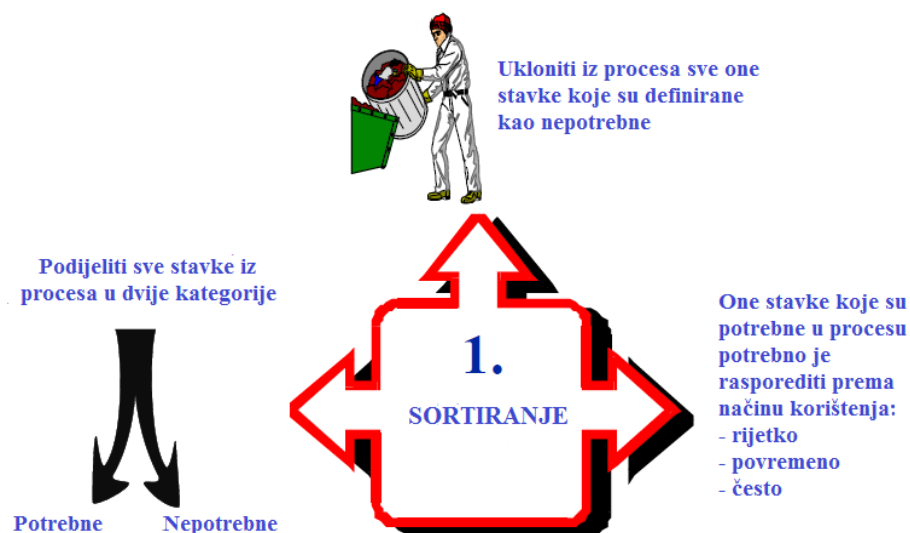 Ukloniti iz procesa sve one
stavke koje su definirane
kao nepotrebne
Podijeliti sve stavke iz
procesa u dvije kategorije
Potrebne
Nepotrebne
1.
SORTIRANJE
One stavke koje su
potrebne u procesu
potrebno je
rasporediti prema
načinu korištenja:
- rijetko
- povremeno
- često